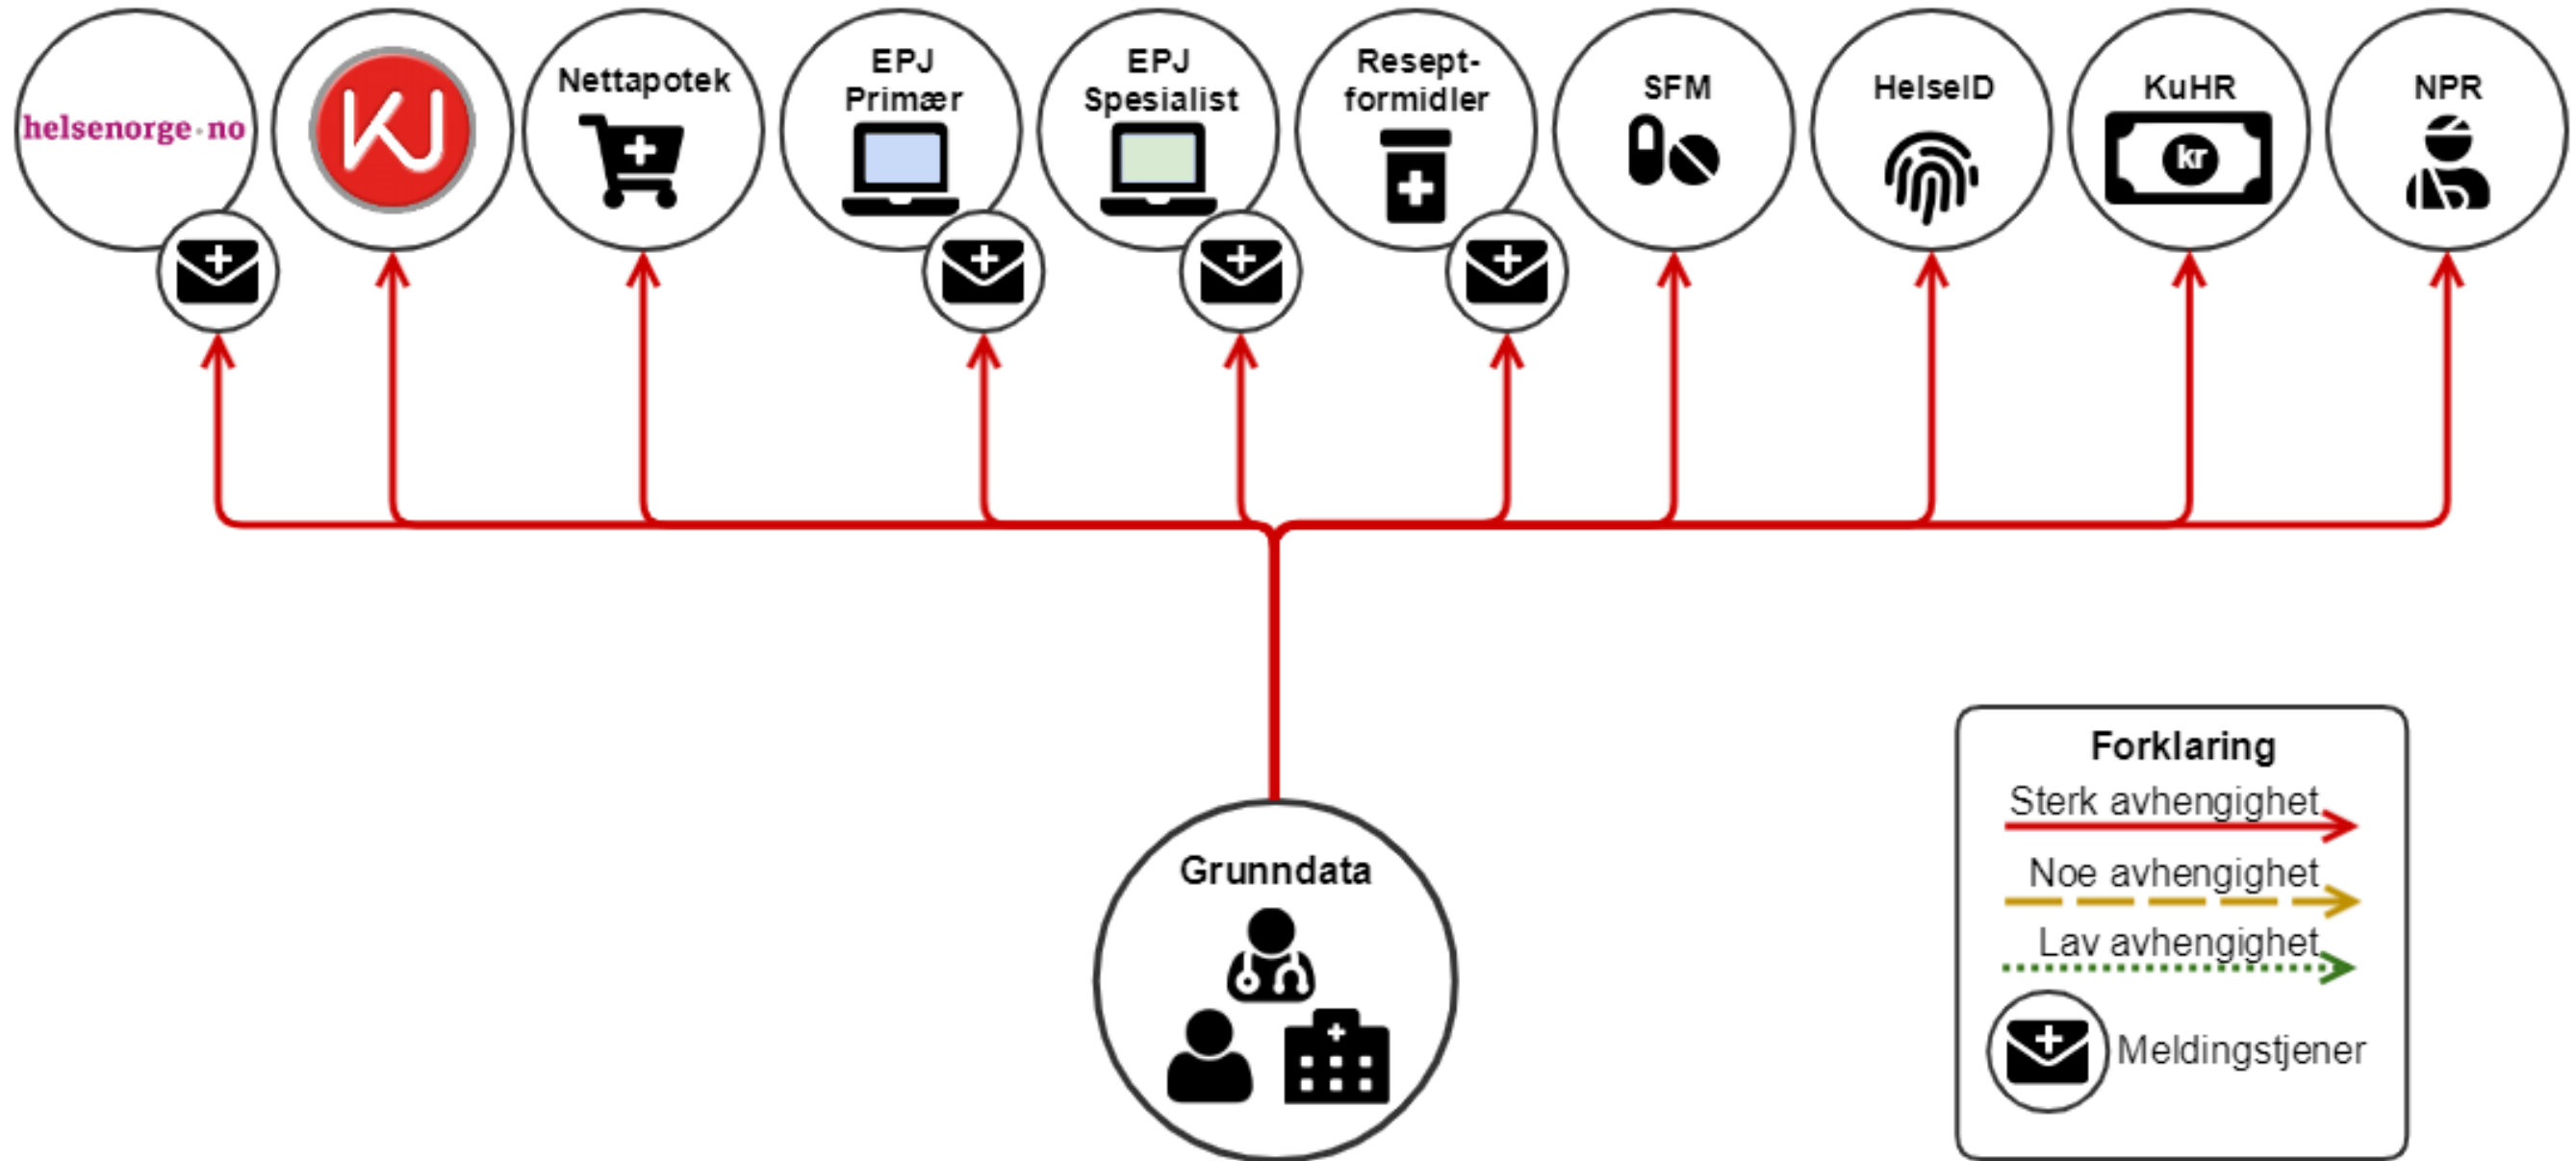 helsenorge.no
KJ
Nettapotek
EPJ
Primær
EPJ
Spesialist
Resept-
formidler
SFM
HelseID
KuHR
kr
NPR
Grunndata
Forklaring
Sterk avhengighet
Noe avhengighet
Lav avhengighet
Meldingstjener